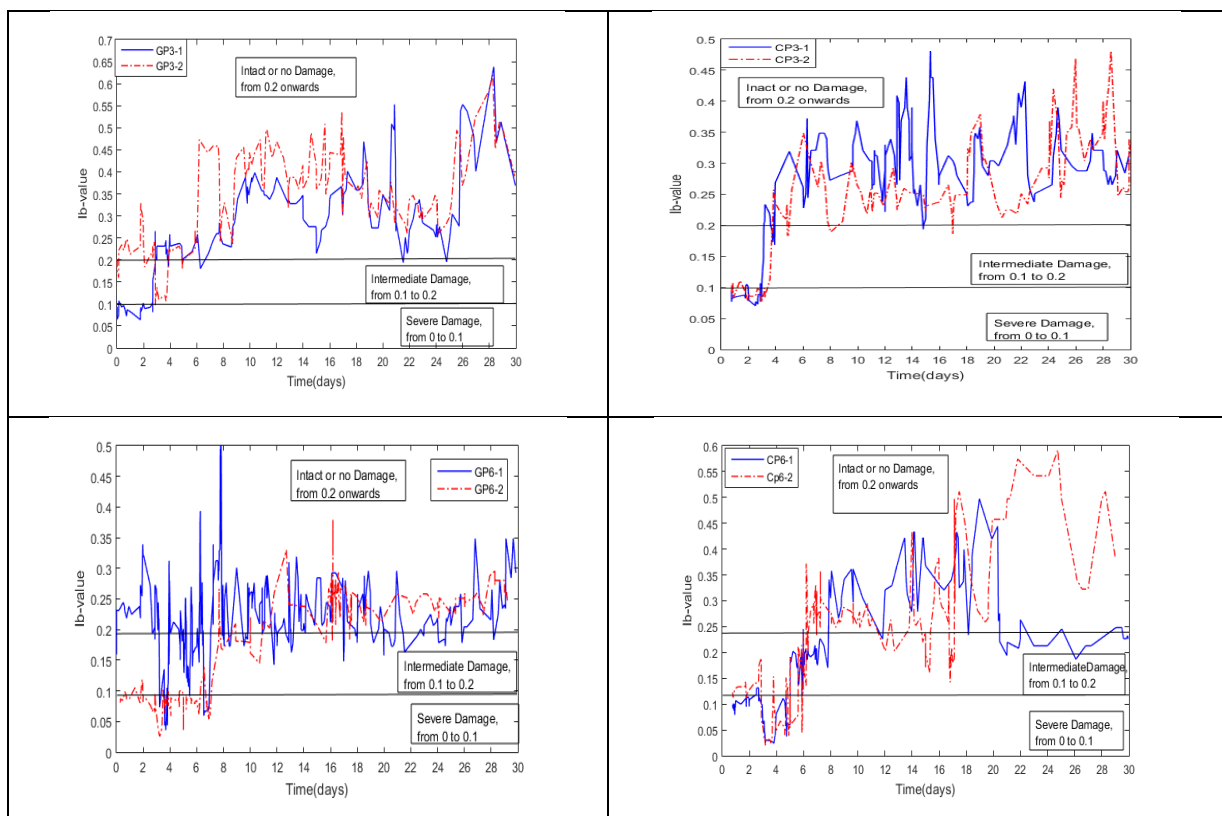 0.7
0.65
0.6
0.55
0.5
0.45
0.4
0.35
0.3
0.25
0.2
0.15
0.1
0.05
0
Ib-value
GP3-1
GP3-2
Intact or no Damage,
from 0.2 onwards
Intermediate Damage,
from 0.1 to 0.2
Severe Damage,
from 0 to 0.1
0 2 4 6 8 10 12 14 16 18 20 22 24 26 28 30
Time(days)
0.5
0.45
0.4
0.35
0.3
0.25
0.2
0.15
0.1
0.05
0
Ib-value
CP3-1
CP3-2
Inact or no Damage,
from 0.2 onwards
Intermediate Damage,
from 0.1 to 0.2
Severe Damage,
from 0 to 0.1
0 2 4 6 8 10 12 14 16 18 20 22 24 26 28 30
Time(days)
0.5
0.45
0.4
0.35
0.3
0.25
0.2
0.15
0.1
0.05
0
Ib-value
Intact or no Damage,
from 0.2 onwards
GP6-1
GP6-2
Intermediate Damage,
from 0.1 to 0.2
Severe Damage,
from 0 to 0.1
0 2 4 6 8 10 12 14 16 18 20 22 24 26 28 30
Time(days)
0.6
0.55
0.5
0.45
0.4
0.35
0.3
0.25
0.2
0.15
0.1
0.05
0
Ib-value
CP6-1
Cp6-2
Intact or no Damage,
from 0.2 onwards
IntermediateDamage,
from 0.1 to 0.2
Severe Damage,
from 0 to 0.1
0 2 4 6 8 10 12 14 16 18 20 22 24 26 28 30
Time(days)